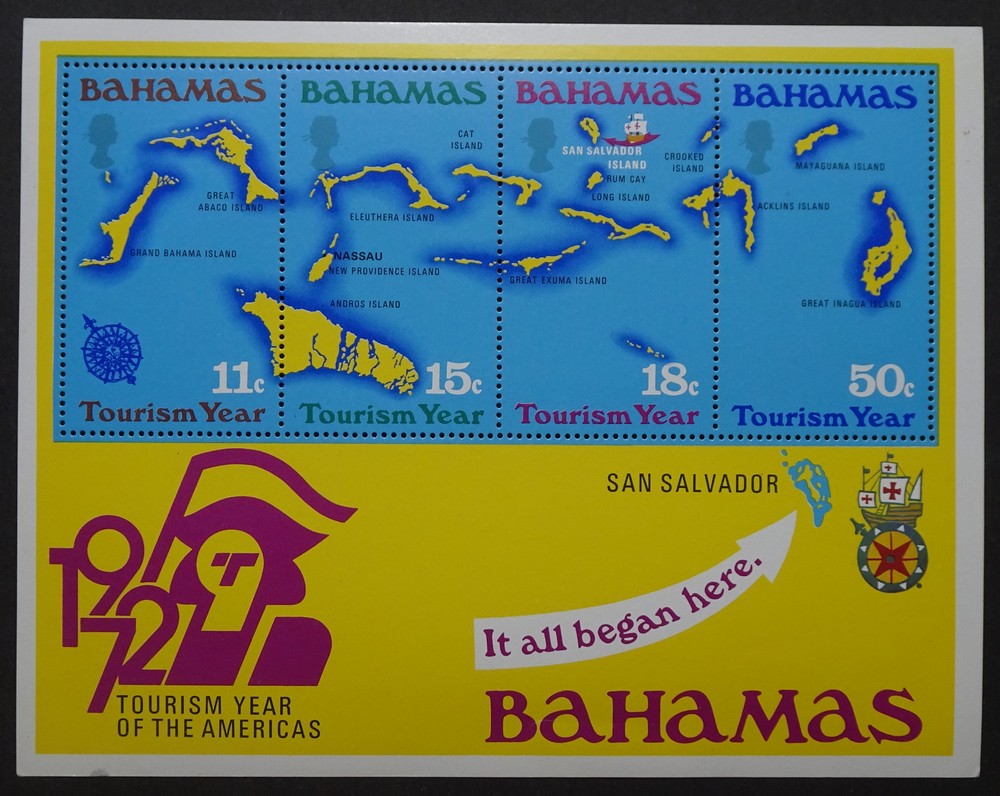 BAHAMAS
GREAT
ABACO ISLAND
GRAND BAHAMA ISLAND
11c
Tourism Year
BAHAMAS
CAT
ISLAND
ELEUTHERA ISLAND
NASSAU
NEW PROVIDENCE ISLAND
ANDROS ISLAND
15c
Tourism Year
BAHAMAS
SAN SALVADOR
ISLAND
CROOKED
ISLAND
RUM CAY
LONG ISLAND
GREAT EXUMA ISLAND
18c
Tourism Year
BAHAMAS
MAYAGUANA ISLAND
ACKLINS ISLAND
GREAT INAGUA ISLAND
50c
Tourism Year
1972
TOURISM YEAR
OF THE AMERICAS
SAN SALVADOR
It all began here.
BAHAMAS